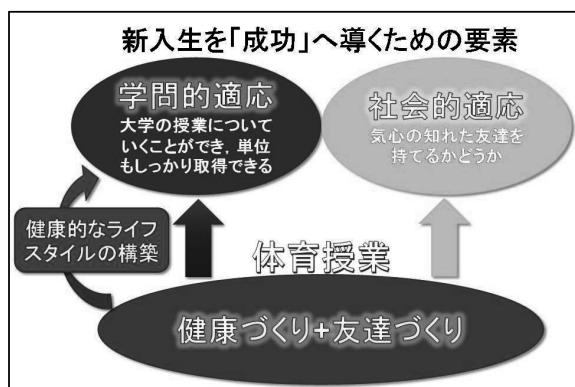 新入生を「成功」へ導くための要素
学問的適応
大学の授業について
いくことができ，単位
もしっかり取得できる
社会的適応
気心の知れた友達を
持てるかどうか
健康的なライフ
スタイルの構築
体育授業
健康づくり+友達づくり